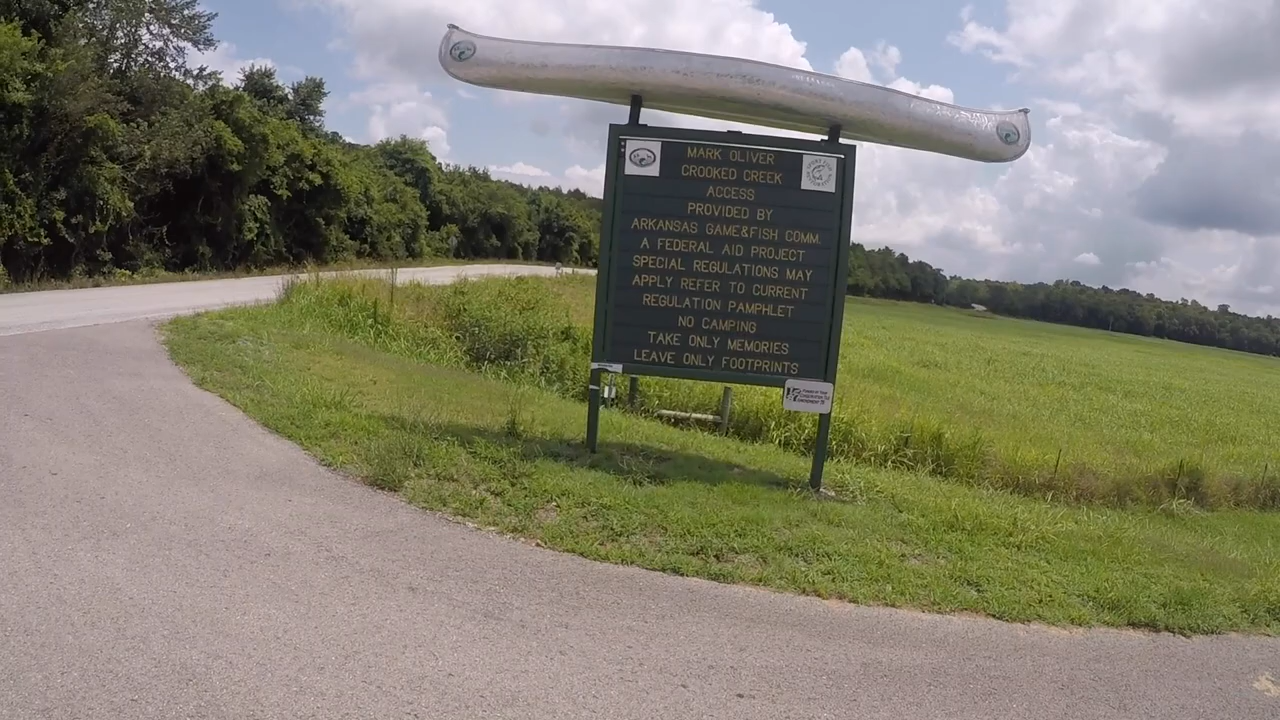 MARK OLIVER
CROOKED CREEK
ACCESS
PROVIDED BY
ARKANSAS GAME&FISH COMM.
A FEDERAL AID PROJECT
SPECIAL REGULATIONS MAY
APPLY REFER TO CURRENT
REGULATION PAMPHLET
NO CAMPING
TAKE ONLY MEMORIES
LEAVE ONLY FOOTPRINTS